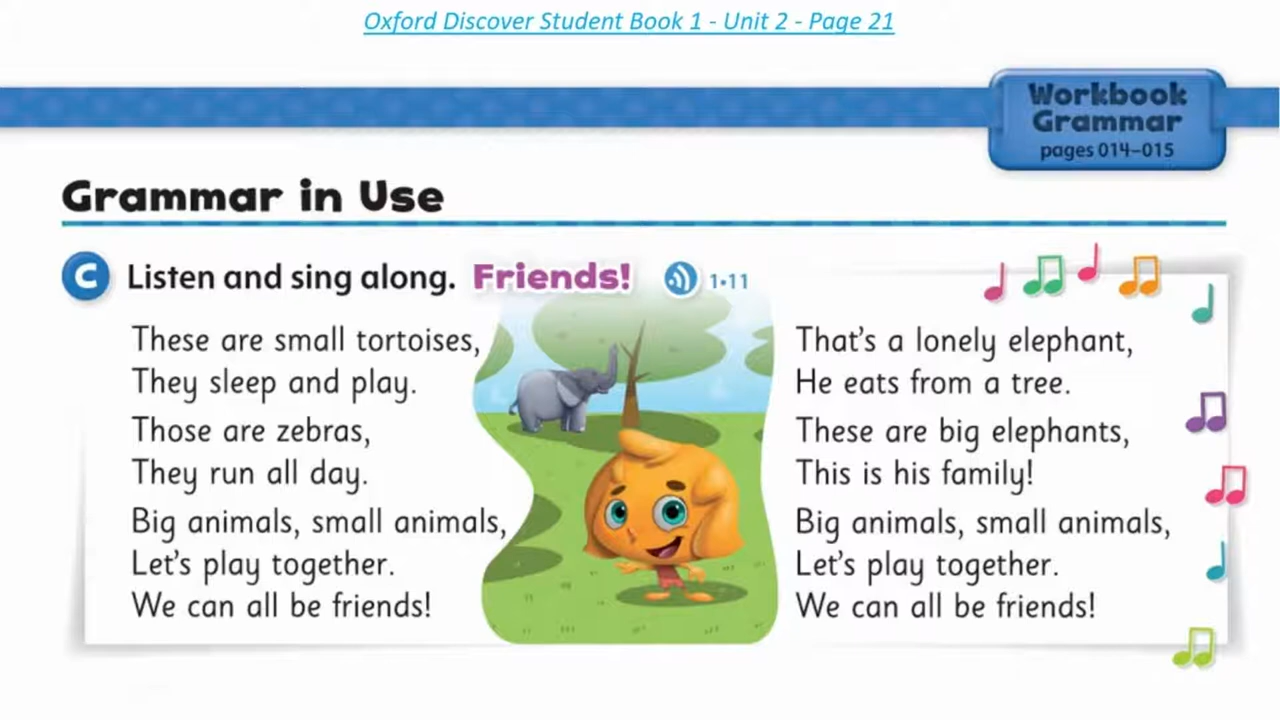 Oxford Discover Student Book 1 - Unit 2 - Page 21
Workbook
Grammar
pages 014–015
Grammar in Use
C Listen and sing along. Friends! 1•11
These are small tortoises,
They sleep and play.
Those are zebras,
They run all day.
Big animals, small animals,
Let's play together.
We can all be friends!
That's a lonely elephant,
He eats from a tree.
These are big elephants,
This is his family!
Big animals, small animals,
Let's play together.
We can all be friends!